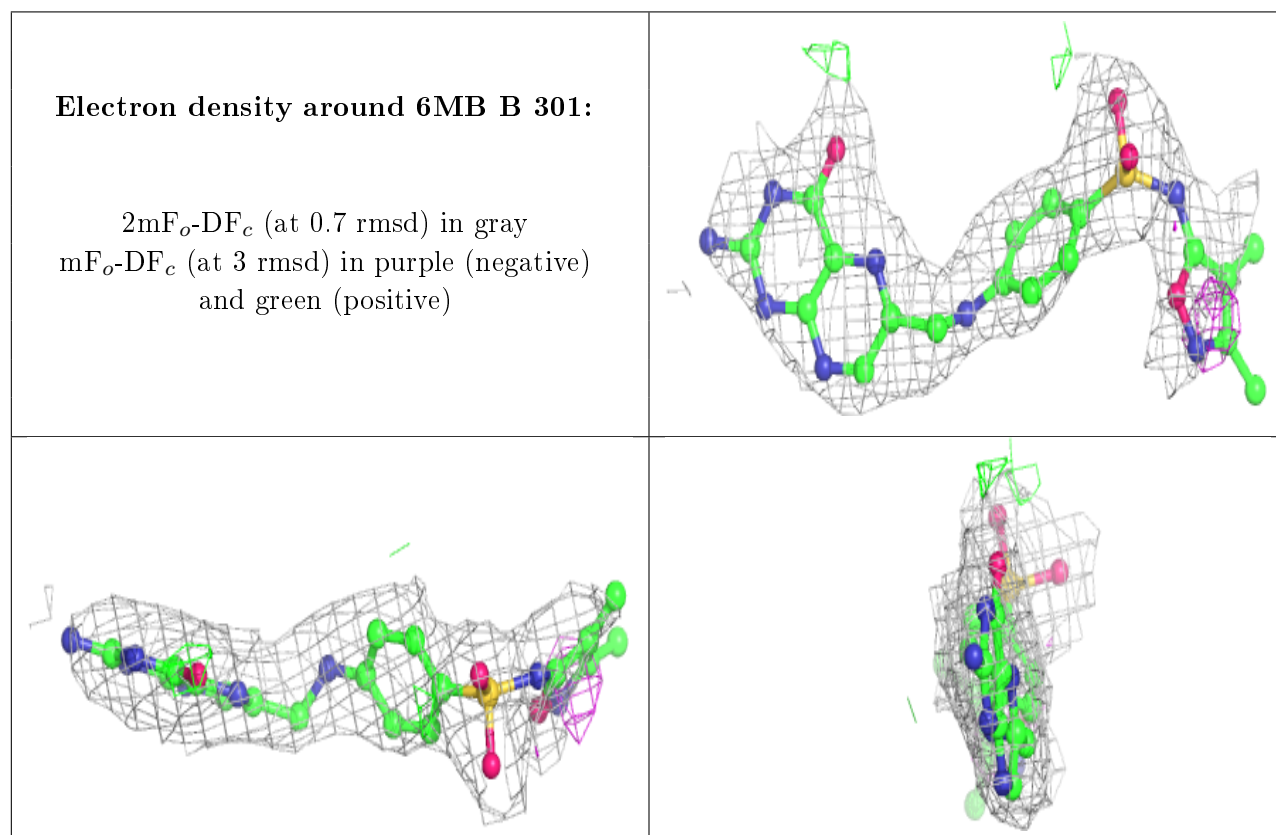 Electron density around 6MB B 301:
2mFₒ-DF𝒸 (at 0.7 rmsd) in gray
mFₒ-DF𝒸 (at 3 rmsd) in purple (negative)
and green (positive)